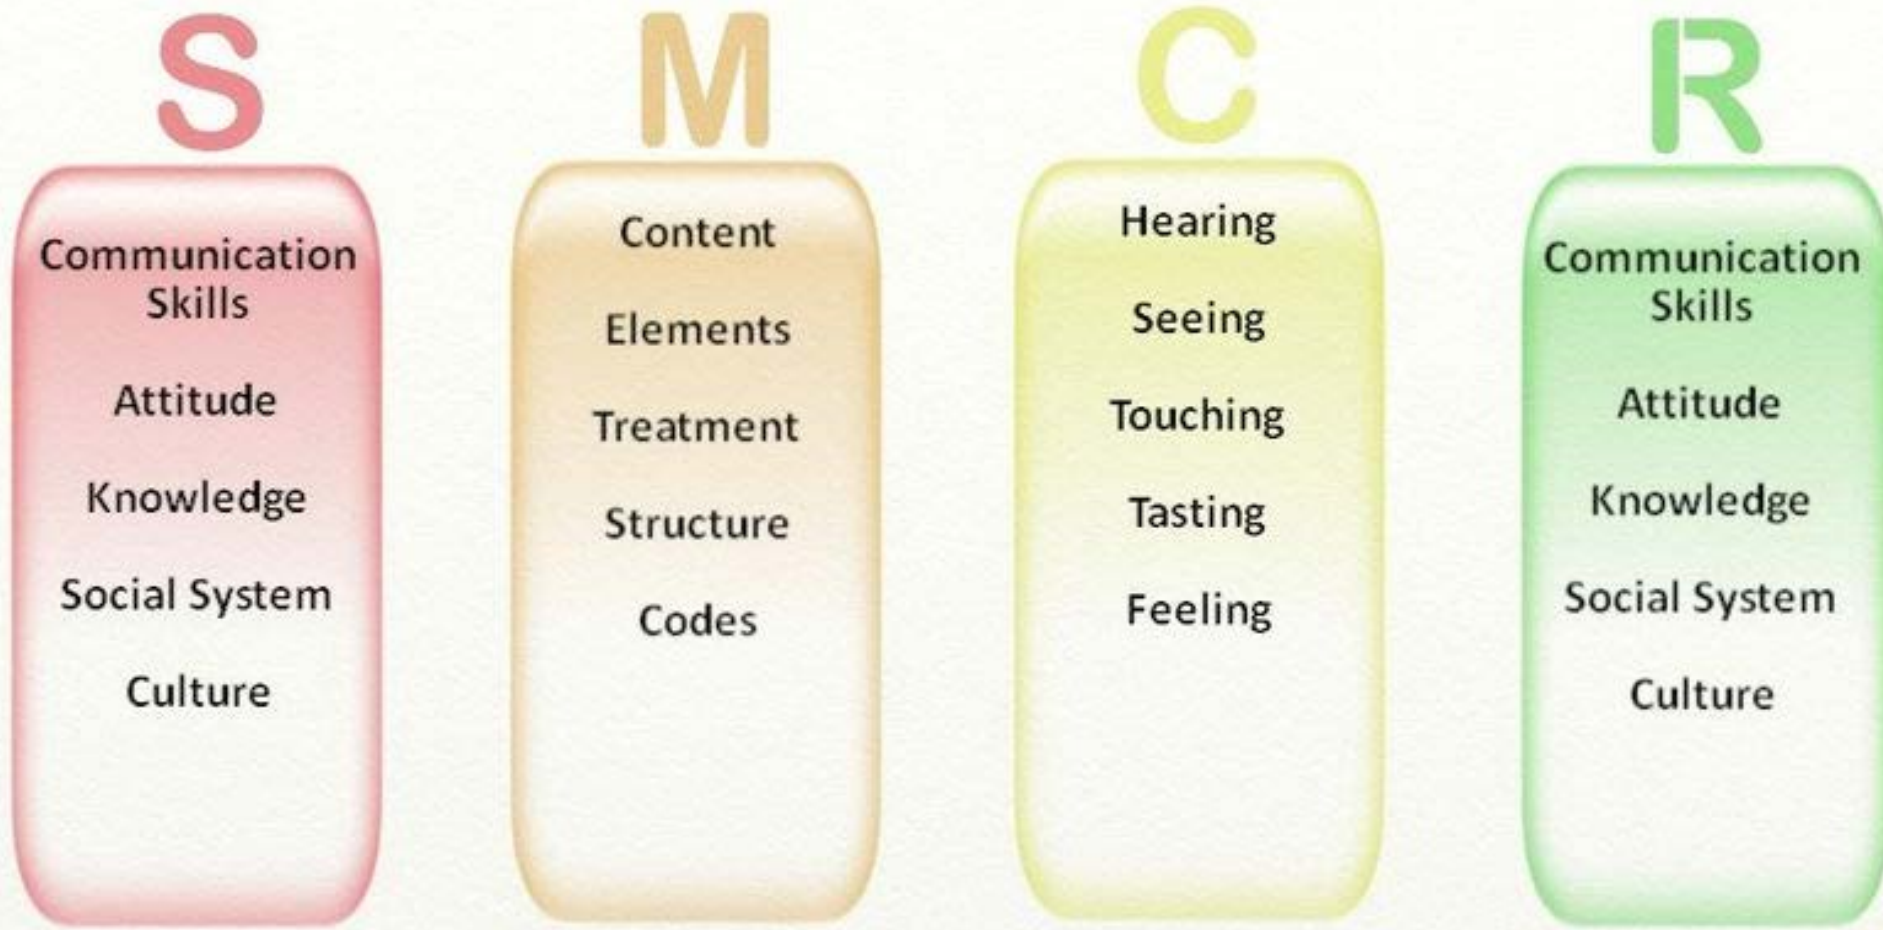 S
Communication
Skills
Attitude
Knowledge
Social System
Culture
M
Content
Elements
Treatment
Structure
Codes
C
Hearing
Seeing
Touching
Tasting
Feeling
R
Communication
Skills
Attitude
Knowledge
Social System
Culture